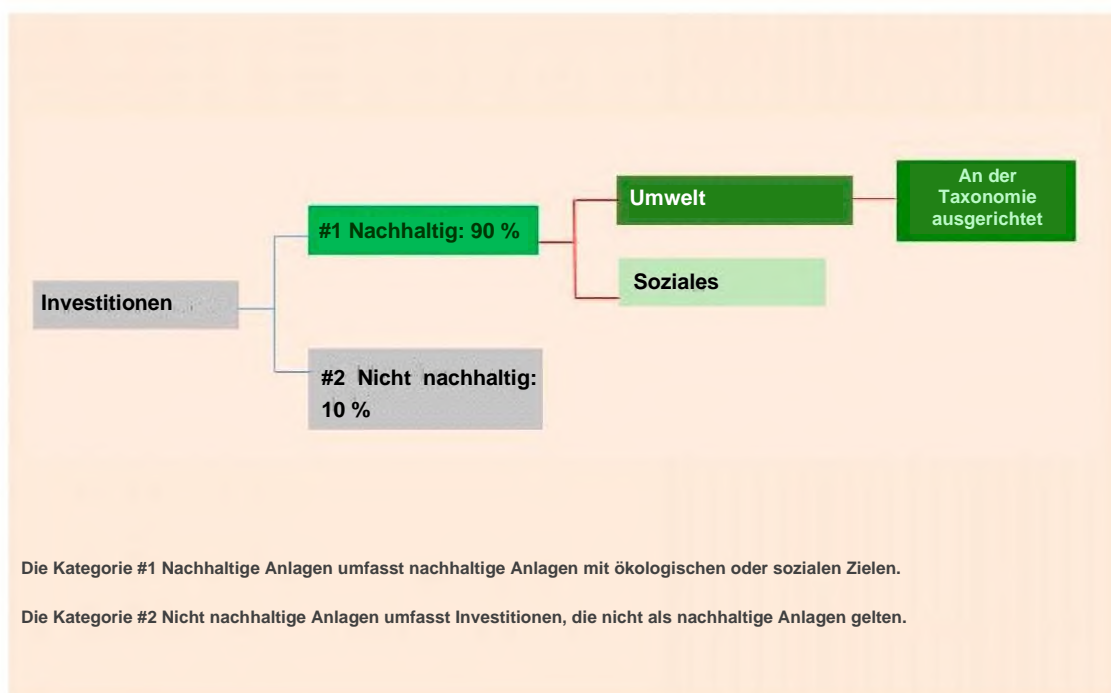 Investitionen
#1 Nachhaltig: 90 %
#2 Nicht nachhaltig:
10 %
Umwelt
Soziales
An der
Taxonomie
ausgerichtet
Die Kategorie #1 Nachhaltige Anlagen umfasst nachhaltige Anlagen mit ökologischen oder sozialen Zielen.
Die Kategorie #2 Nicht nachhaltige Anlagen umfasst Investitionen, die nicht als nachhaltige Anlagen gelten.